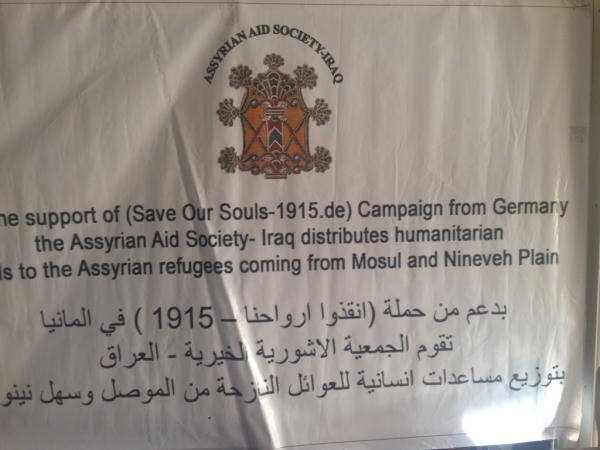 ASSYRIAN AID SOCIETY-IRAQ
he support of (Save Our Souls-1915.de) Campaign from Germany
the Assyrian Aid Society- Iraq distributes humanitarian
ds to the Assyrian refugees coming from Mosul and Nineveh Plain
بدعم من حملة (انقذوا ارواحنا – 1915 ) في المانيا
تقوم الجمعية الاشورية الخيرية - العراق
بتوزيع مساعدات انسانية للعوائل النازحة من الموصل وسهل نينو